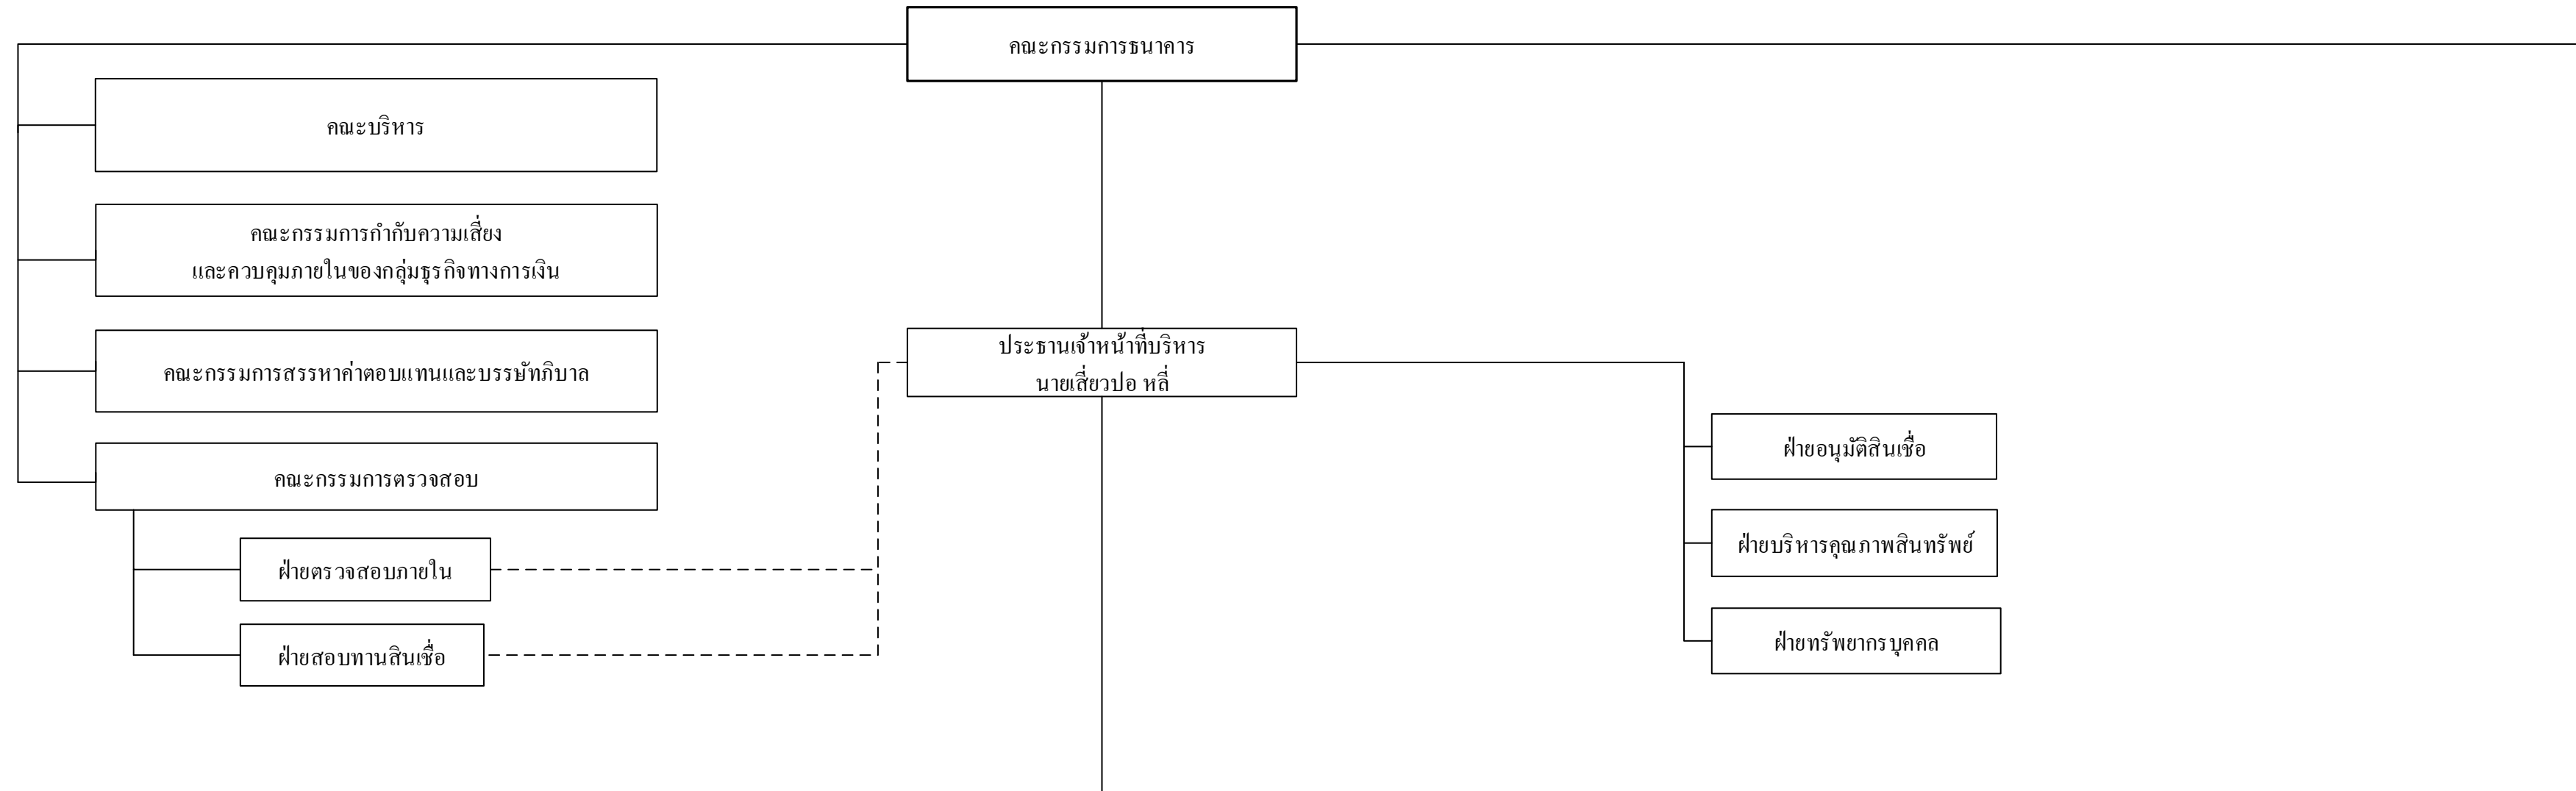 คณะกรรมการธนาคาร
คณะบริหาร
คณะกรรมการกำกับความเสี่ยง
และควบคุมภายในของกลุ่มธุรกิจทางการเงิน
คณะกรรมการสรรหาค่าตอบแทนและบรรษัทภิบาล
คณะกรรมการตรวจสอบ
ฝ่ายตรวจสอบภายใน
ฝ่ายสอบทานสินเชื่อ
ประธานเจ้าหน้าที่บริหาร
นายเสี่ยวปอ หลี่
ฝ่ายอนุมัติสินเชื่อ
ฝ่ายบริหารคุณภาพสินทรัพย์
ฝ่ายทรัพยากรบุคคล